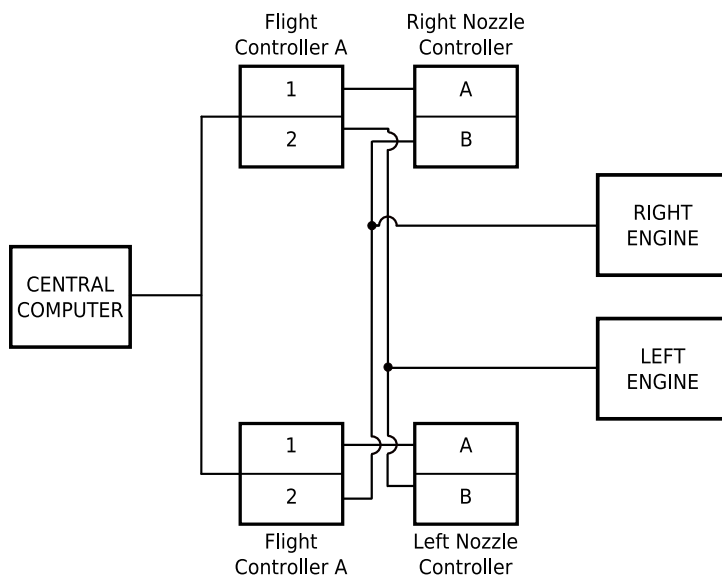 Flight
Controller A
Right Nozzle
Controller
1
A
2
B
RIGHT
ENGINE
CENTRAL
COMPUTER
LEFT
ENGINE
1
A
2
B
Flight
Controller A
Left Nozzle
Controller